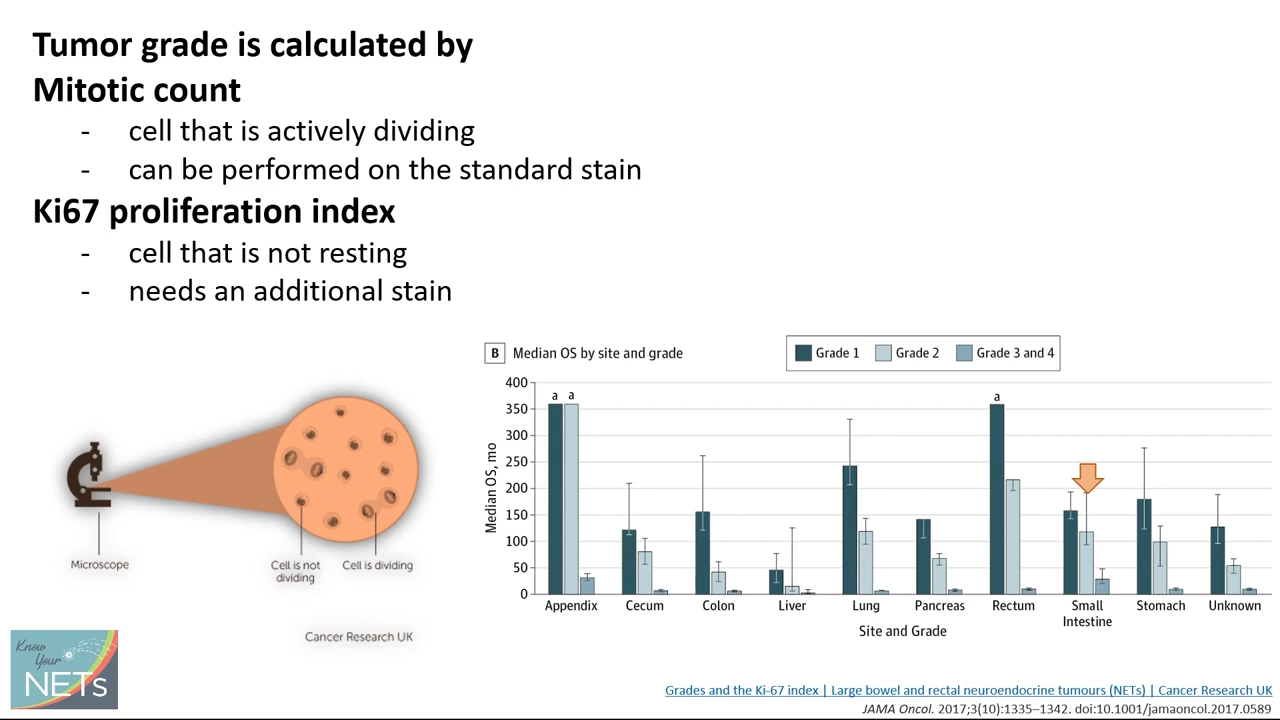 Tumor grade is calculated by
Mitotic count
- cell that is actively dividing
- can be performed on the standard stain
Ki67 proliferation index
- cell that is not resting
- needs an additional stain
B Median OS by site and grade
Grade 1 Grade 2 Grade 3 and 4
Median OS, mo
400
350
300
250
200
150
100
50
0
a a a
Appendix Cecum Colon Liver Lung Pancreas Rectum Small Intestine Stomach Unknown
Site and Grade
Microscope
Cell is not
dividing
Cell is dividing
Cancer Research UK
Know
Your
NETs
Grades and the Ki-67 index | Large bowel and rectal neuroendocrine tumours (NETs) | Cancer Research UK
JAMA Oncol. 2017;3(10):1335–1342. doi:10.1001/jamaoncol.2017.0589